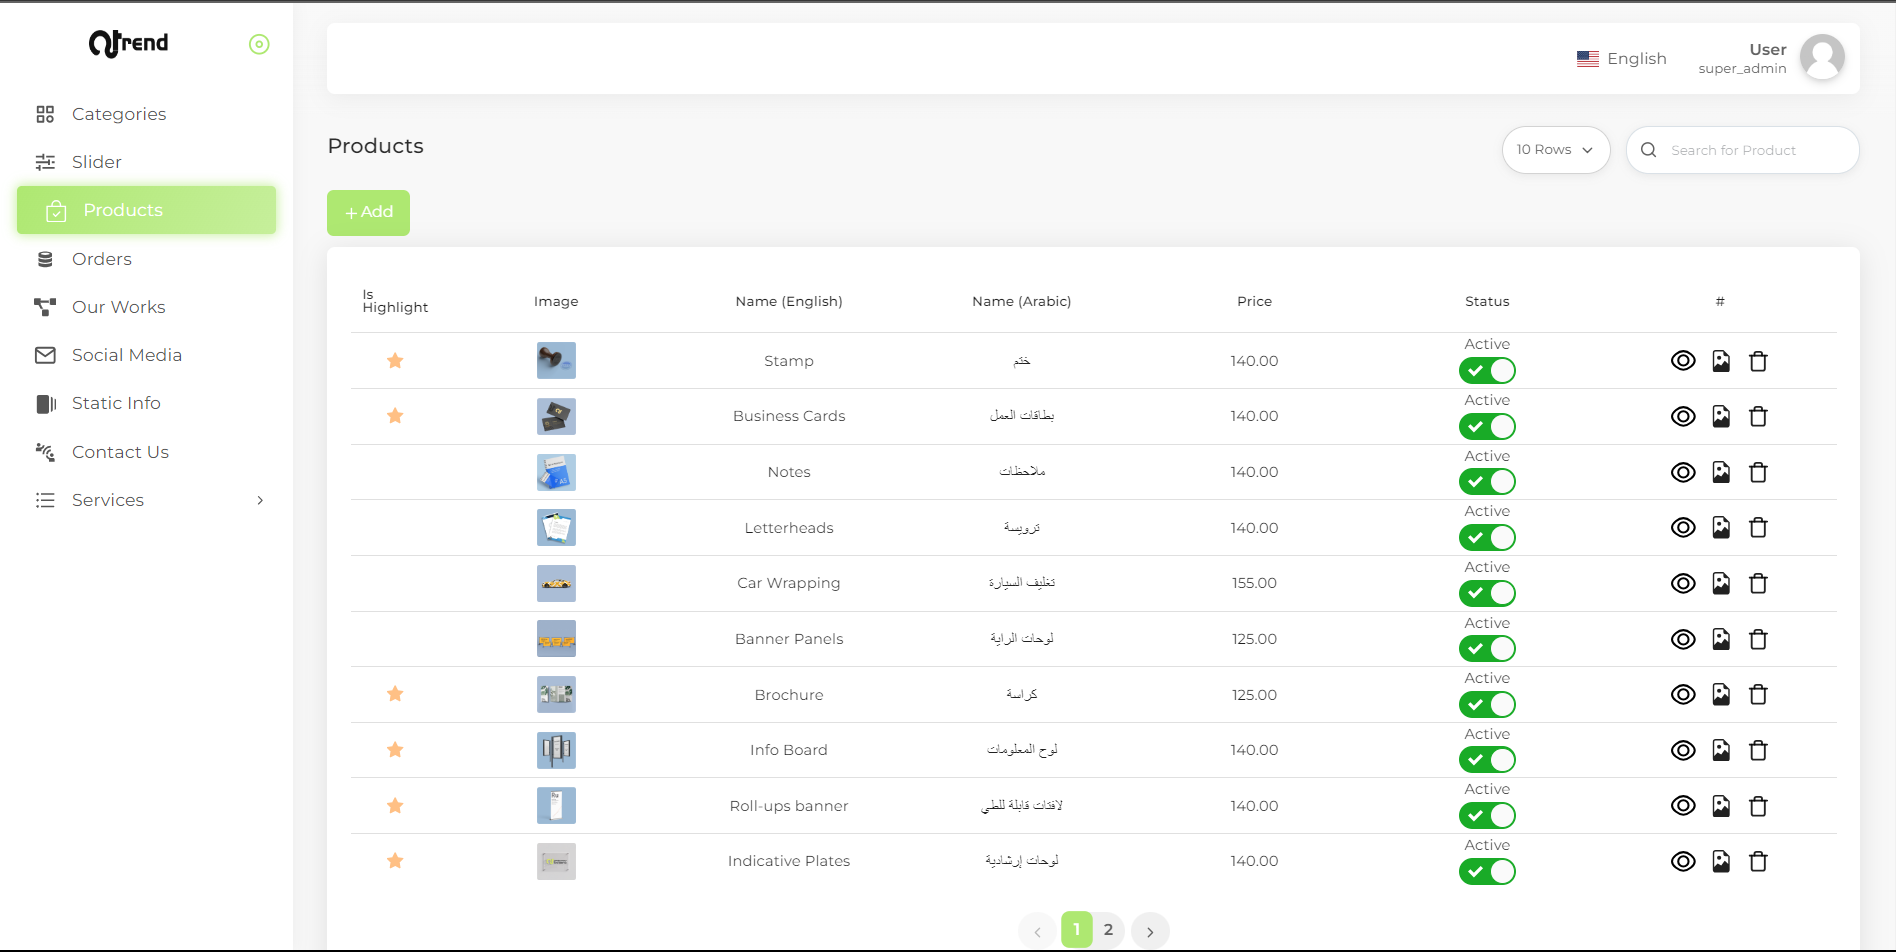 trend
English
User
super_admin
Categories
Slider
Products
Orders
Our Works
Social Media
Static Info
Contact Us
Services
Products
10 Rows
Search for Product
+ Add
Is Highlight
Image
Name (English)
Name (Arabic)
Price
Status
#
Stamp
ختم
140.00
Active
Business Cards
بطاقات العمل
140.00
Active
Notes
ملاحظات
140.00
Active
Letterheads
ترويسة
140.00
Active
Car Wrapping
تغليف السيارة
155.00
Active
Banner Panels
لوحات الراية
125.00
Active
Brochure
كراسة
125.00
Active
Info Board
لوح المعلومات
140.00
Active
Roll-ups banner
لافتات قابلة للطي
140.00
Active
Indicative Plates
لوحات إرشادية
140.00
Active
1
2